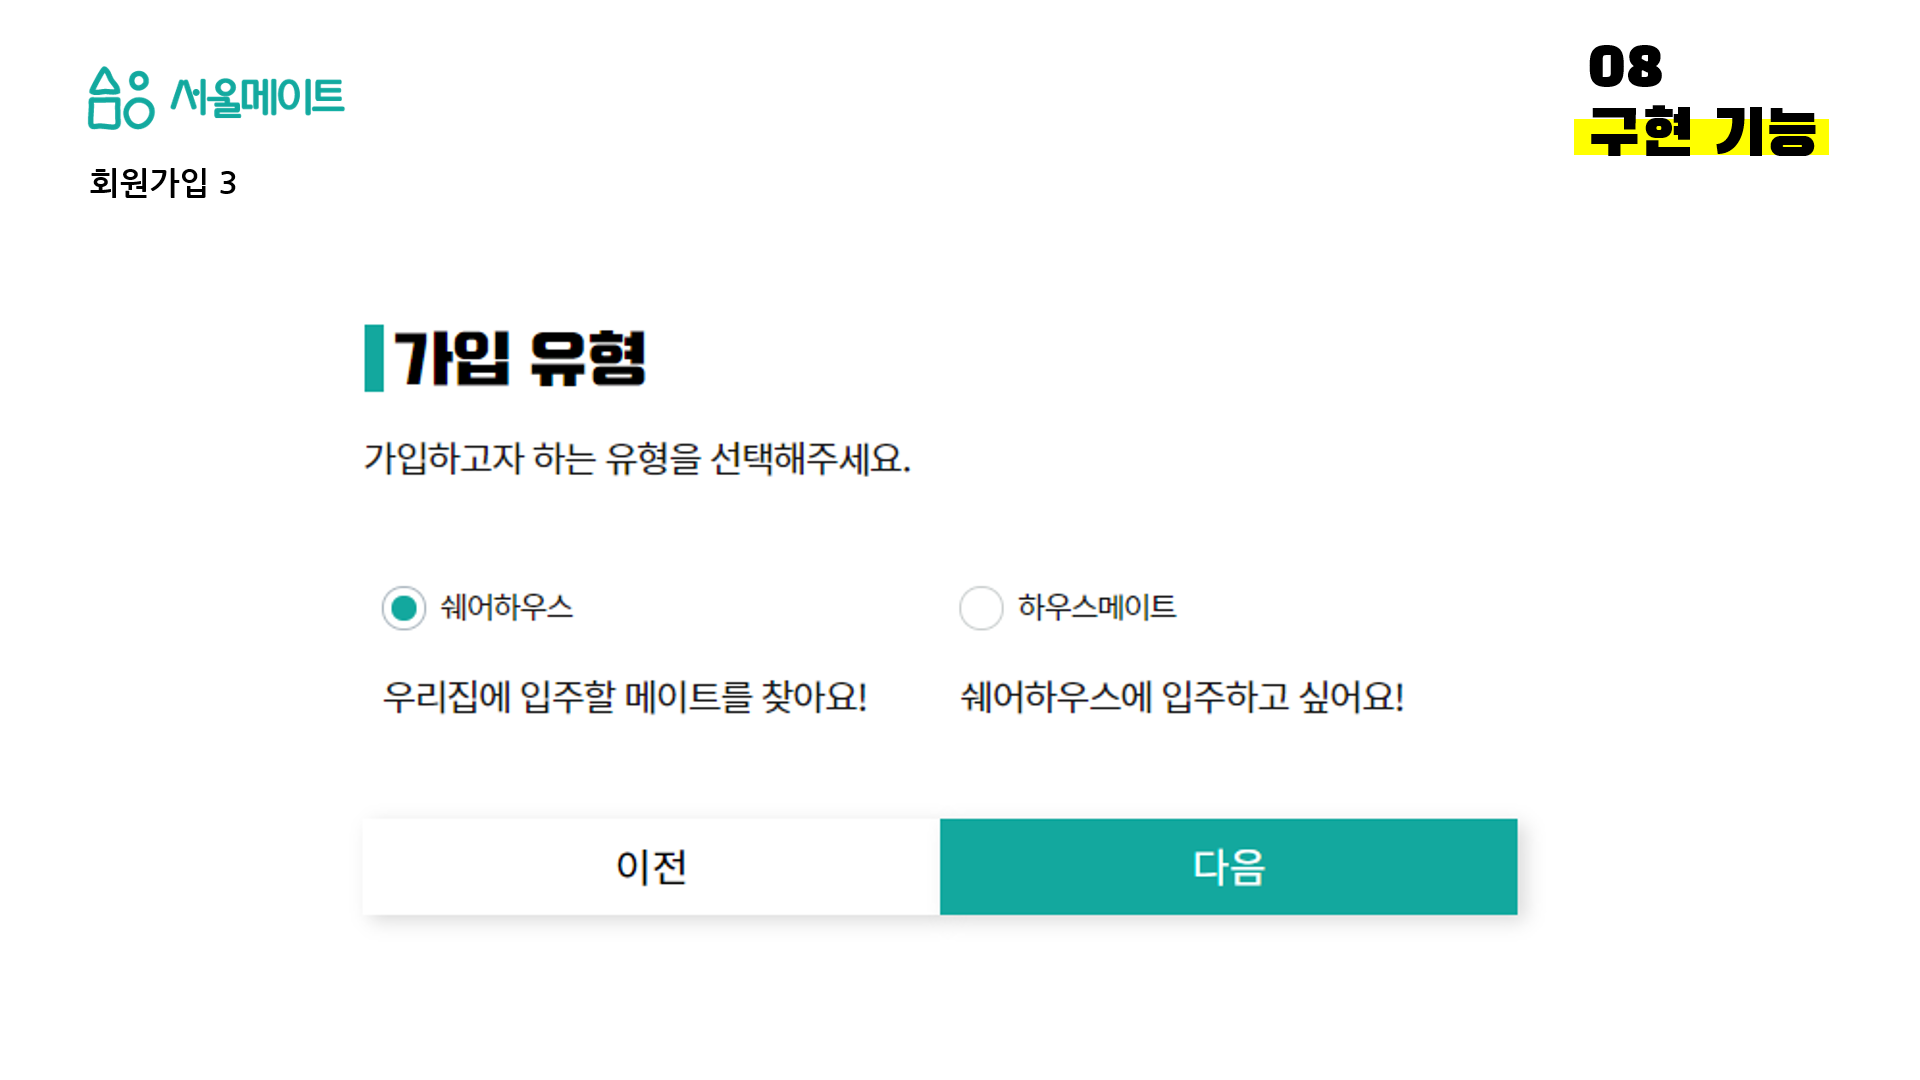 서울메이트
08
구현 기능
회원가입 3
가입 유형
가입하고자 하는 유형을 선택해주세요.
쉐어하우스
우리집에 입주할 메이트를 찾아요!
하우스메이트
쉐어하우스에 입주하고 싶어요!
이전
다음